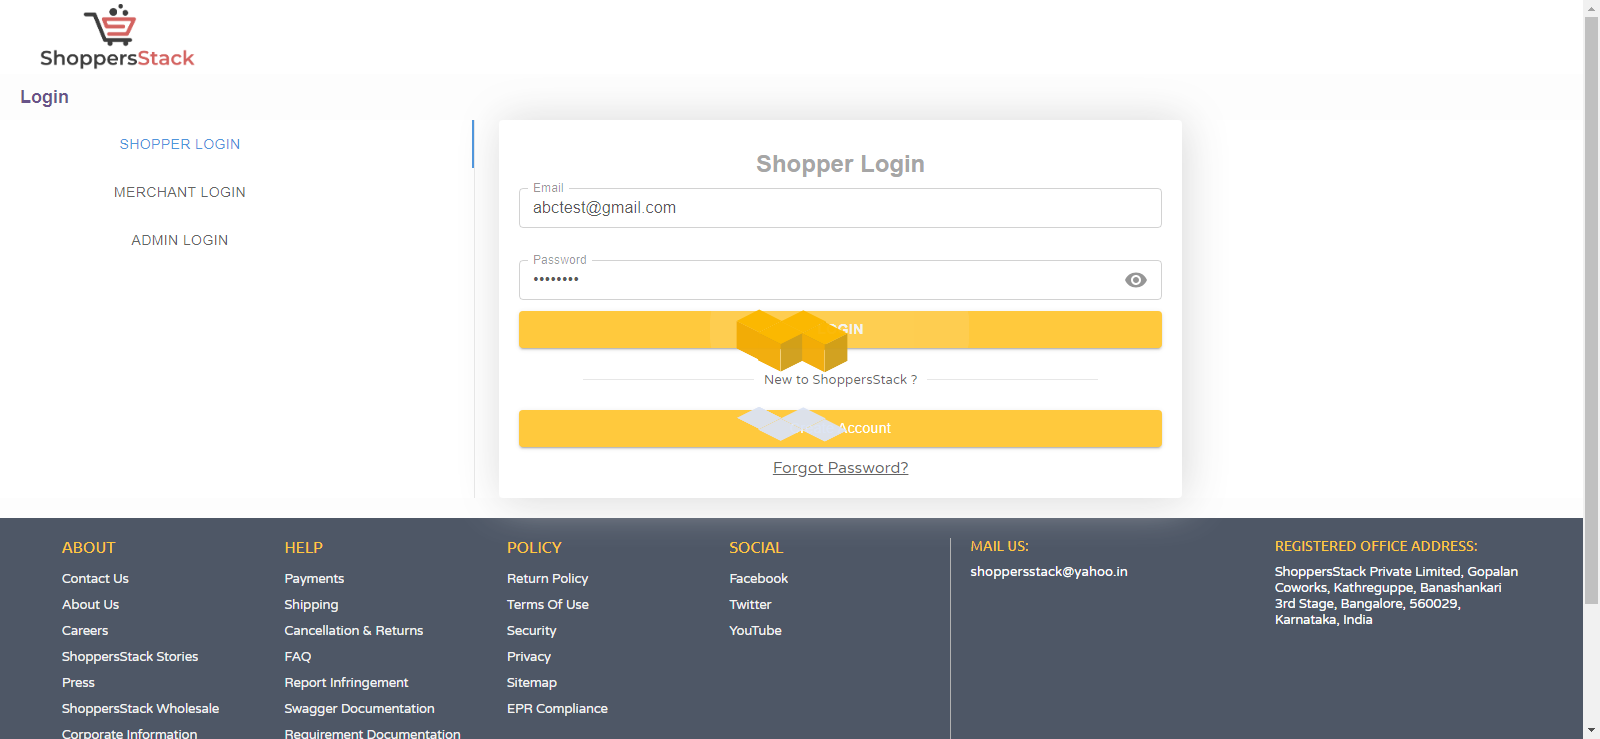 ShoppersStack
Login
SHOPPER LOGIN
MERCHANT LOGIN
ADMIN LOGIN
Shopper Login
Email
abctest@gmail.com
Password
••••••••
New to ShoppersStack ?
Account
Forgot Password?
ABOUT
Contact Us
About Us
Careers
ShoppersStack Stories
Press
ShoppersStack Wholesale
Corporate Information
HELP
Payments
Shipping
Cancellation & Returns
FAQ
Report Infringement
Swagger Documentation
Requirement Documentation
POLICY
Return Policy
Terms Of Use
Security
Privacy
Sitemap
EPR Compliance
SOCIAL
Facebook
Twitter
YouTube
MAIL US:
shoppersstack@yahoo.in
REGISTERED OFFICE ADDRESS:
ShoppersStack Private Limited, Gopalan
Coworks, Kathreguppe, Banashankari
3rd Stage, Bangalore, 560029,
Karnataka, India